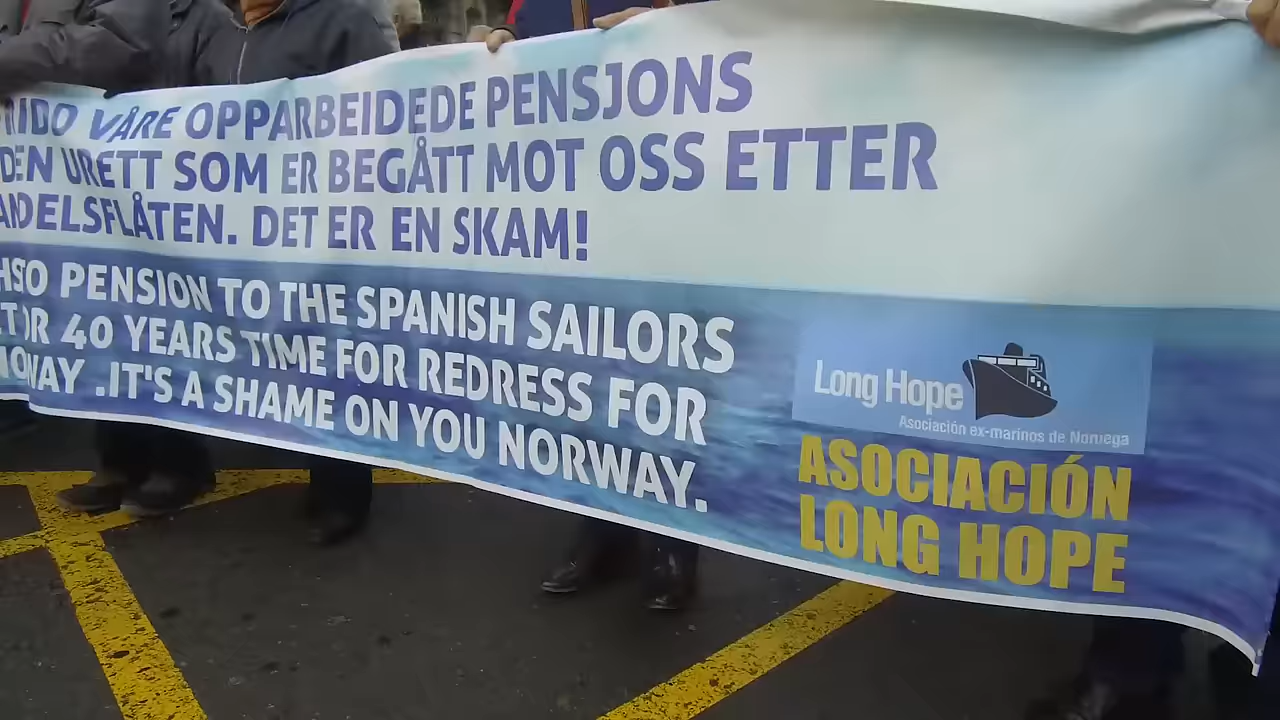 VÅRE OPPARBEIDEDE PENSJONS
DEN URETT SOM ER BEGÅTT MOT OSS ETTER
ANDELSFLÅTEN. DET ER EN SKAM!
PENSION TO THE SPANISH SAILORS
40 YEARS TIME FOR REDRESS FOR
.IT'S A SHAME ON YOU NORWAY.
Long Hope
Asociación ex-marinos de Noruega
ASOCIACIÓN
LONG HOPE